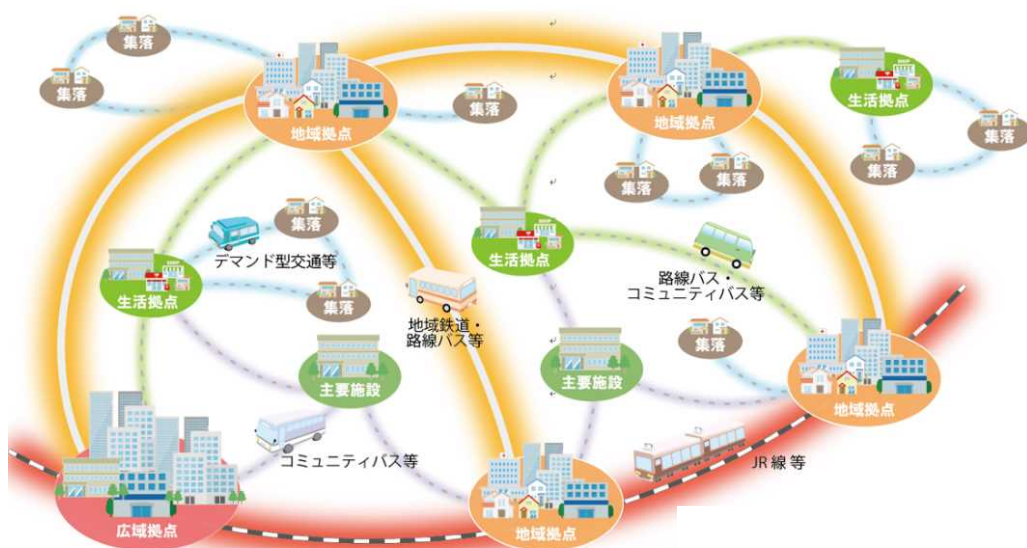 集落
集落
集落
地域拠点
集落
地域拠点
SHOP
生活拠点
集落
集落
集落
集落
集落
デマンド型交通等
SHOP
生活拠点
集落
SHOP
生活拠点
路線バス・
コミュニティバス等
地域鉄道・
路線バス等
集落
主要施設
主要施設
地域拠点
コミュニティバス等
JR線等
広域拠点
地域拠点